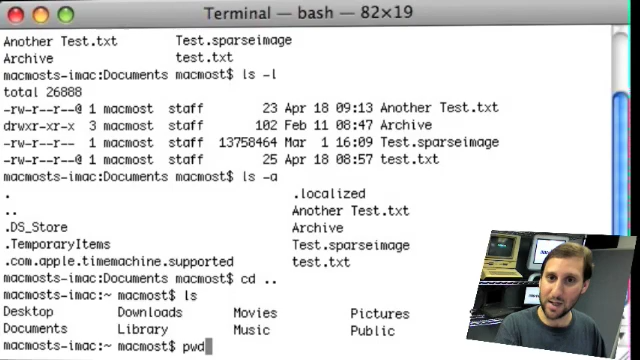 Terminal — bash — 82×19
Another Test.txt Test.sparseimage
Archive test.txt
macmosts-imac:Documents macmost$ ls -l
total 26888
-rw-r--r--@ 1 macmost staff 23 Apr 18 09:13 Another Test.txt
drwxr-xr-x 3 macmost staff 102 Feb 11 08:47 Archive
-rw-r--r-- 1 macmost staff 13758464 Mar 1 16:09 Test.sparseimage
-rw-r--r--@ 1 macmost staff 25 Apr 18 08:57 test.txt
macmosts-imac:Documents macmost$ ls -a
. .localized
.. Another Test.txt
.DS_Store Archive
.TemporaryItems Test.sparseimage
.com.apple.timemachine.supported test.txt
macmosts-imac:Documents macmost$ cd ..
macmosts-imac:~ macmost$ ls
Desktop Downloads Movies Pictures
Documents Library Music Public
macmosts-imac:~ macmost$ pwd